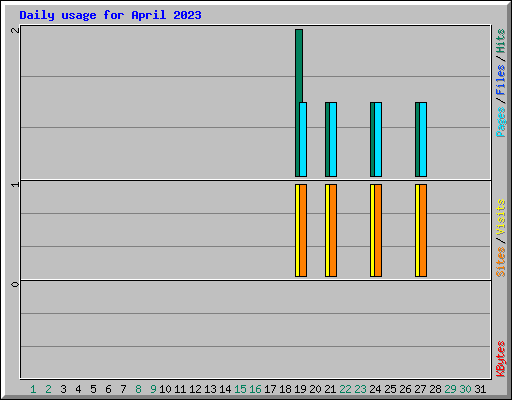 Daily usage for April 2023
2
1
0
Pages/Files/Hits
Sites/Visits
KBytes
1 2 3 4 5 6 7 8 9 10 11 12 13 14 15 16 17 18 19 20 21 22 23 24 25 26 27 28 29 30 31